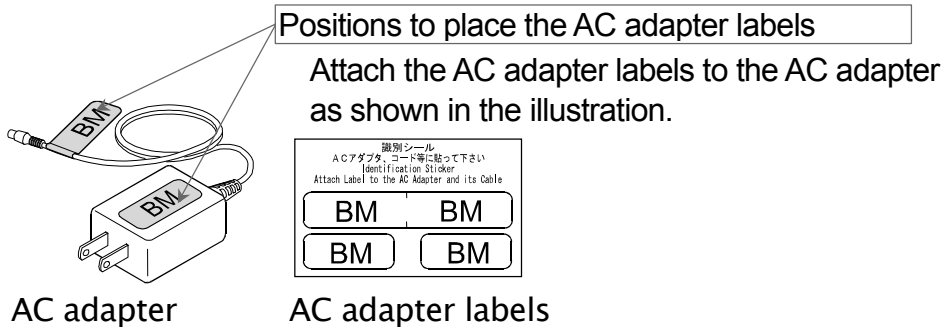 Positions to place the AC adapter labels
Attach the AC adapter labels to the AC adapter
as shown in the illustration.
BM
BM
識別シール
ACアダプタ、コード等に貼って下さい
Identification Sticker
Attach Label to the AC Adapter and its Cable
BM BM
BM BM
AC adapter
AC adapter labels